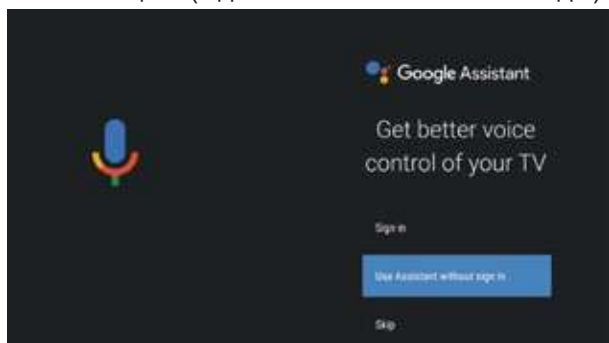 Google Assistant
Get better voice
control of your TV
Sign in
Use Assistant without sign in
Skip